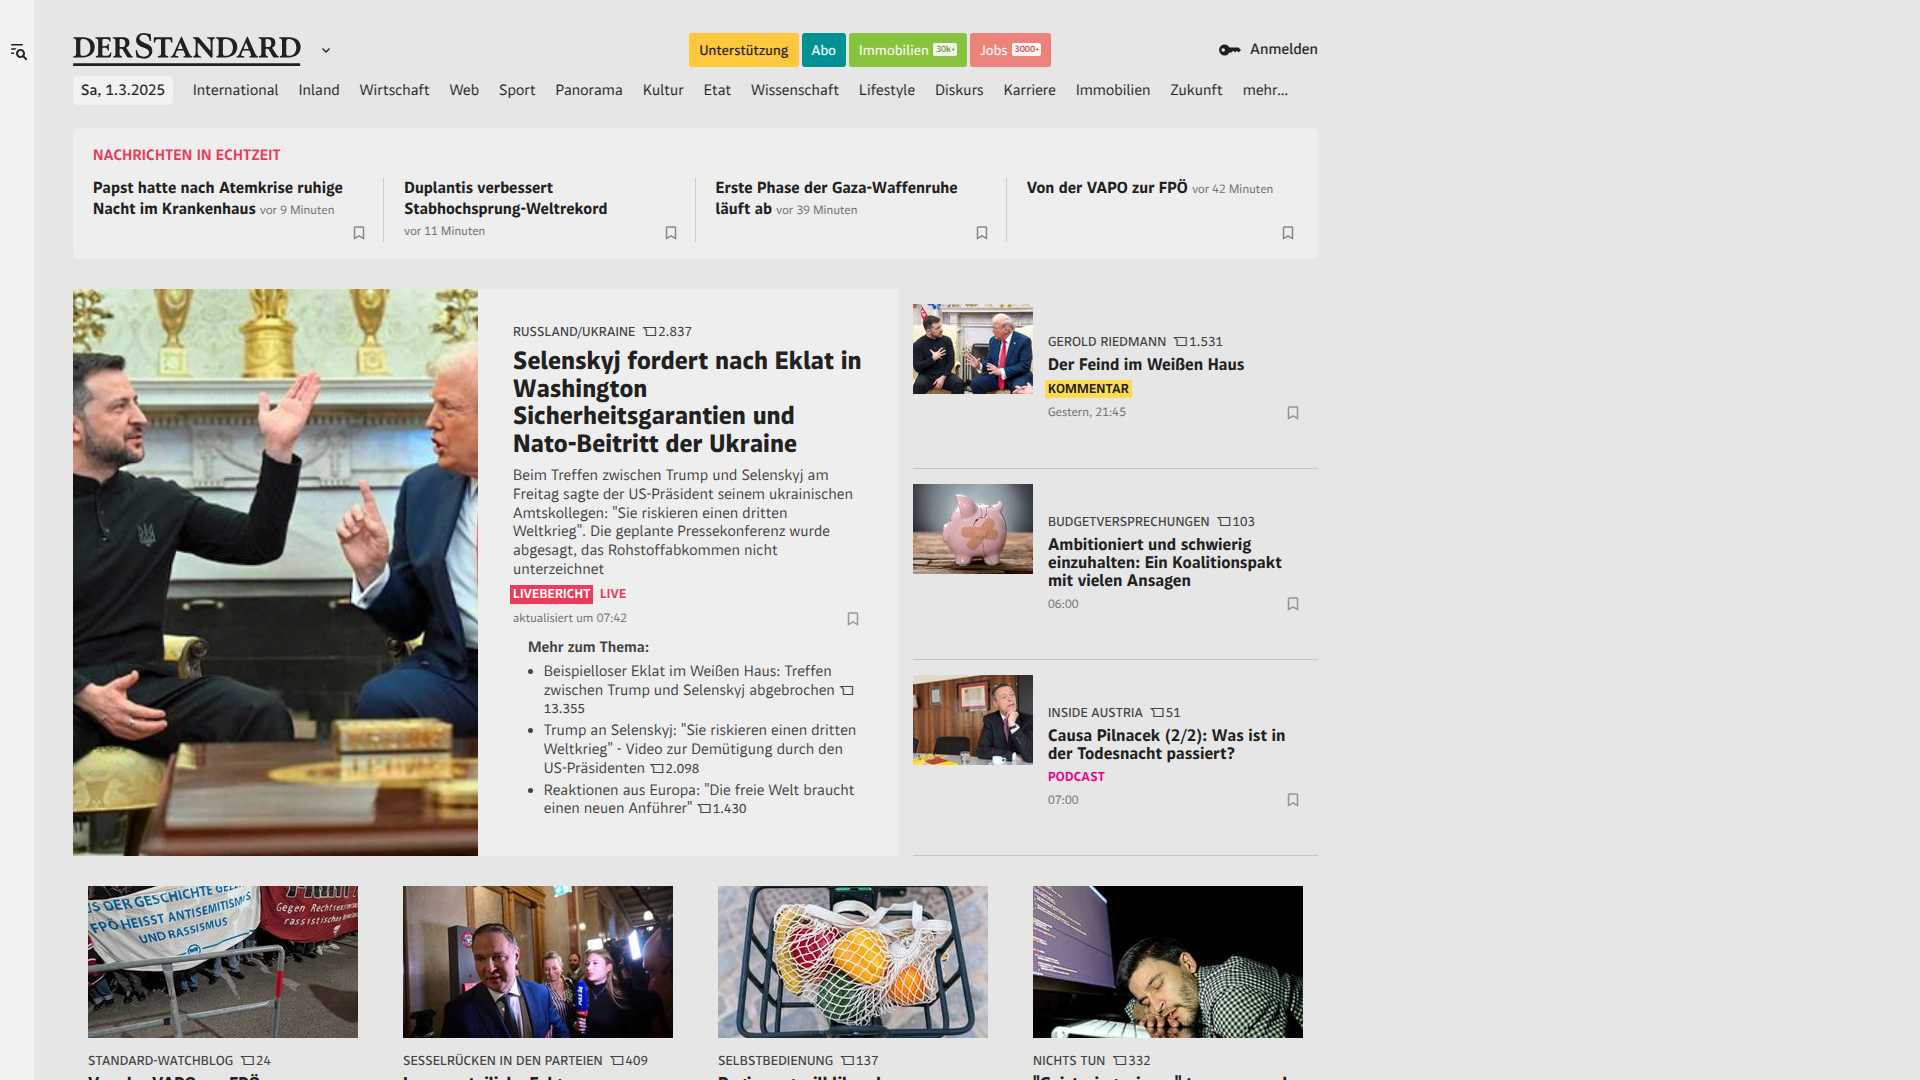 DERSTANDARD
Unterstützung
Abo
Immobilien 30k+
Jobs 3000+
Anmelden
Sa, 1.3.2025
International
Inland
Wirtschaft
Web
Sport
Panorama
Kultur
Etat
Wissenschaft
Lifestyle
Diskurs
Karriere
Immobilien
Zukunft
mehr...
NACHRICHTEN IN ECHTZEIT
Papst hatte nach Atemkrise ruhige
Nacht im Krankenhaus vor 9 Minuten
Duplantis verbessert
Stabhochsprung-Weltrekord
vor 11 Minuten
Erste Phase der Gaza-Waffenruhe
läuft ab vor 39 Minuten
Von der VAPO zur FPÖ vor 42 Minuten
RUSSLAND/UKRAINE 2.837
Selenskyj fordert nach Eklat in
Washington
Sicherheitsgarantien und
Nato-Beitritt der Ukraine
Beim Treffen zwischen Trump und Selenskyj am
Freitag sagte der US-Präsident seinem ukrainischen
Amtskollegen: "Sie riskieren einen dritten
Weltkrieg". Die geplante Pressekonferenz wurde
abgesagt, das Rohstoffabkommen nicht
unterzeichnet
LIVEBERICHT LIVE
aktualisiert um 07:42
Mehr zum Thema:
• Beispielloser Eklat im Weißen Haus: Treffen
zwischen Trump und Selenskyj abgebrochen
13.355
• Trump an Selenskyj: "Sie riskieren einen dritten
Weltkrieg" - Video zur Demütigung durch den
US-Präsidenten 2.098
• Reaktionen aus Europa: "Die freie Welt braucht
einen neuen Anführer" 1.430
GEROLD RIEDMANN 1.531
Der Feind im Weißen Haus
KOMMENTAR
Gestern, 21:45
BUDGETVERSPRECHUNGEN 103
Ambitioniert und schwierig
einzuhalten: Ein Koalitionspakt
mit vielen Ansagen
06:00
INSIDE AUSTRIA 51
Causa Pilnacek (2/2): Was ist in
der Todesnacht passiert?
PODCAST
07:00
DER GESCHICHTE
FPÖ HEISST ANTISEMITISMUS
UND RASSISMUS
Gegen
STANDARD-WATCHBLOG 24
Von der VAPO zur FPÖ
SESSELRÜCKEN IN DEN PARTEIEN 409
SELBSTBEDIENUNG 137
NICHTS TUN 332